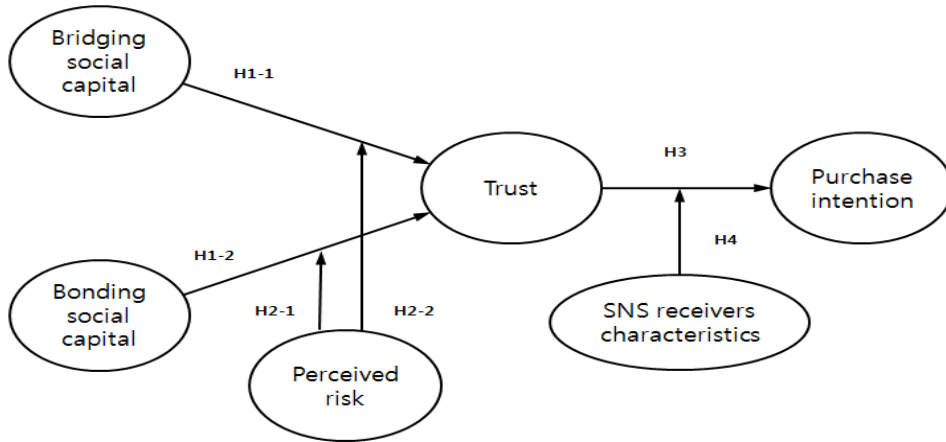 Bridging
social
capital
H1-1
H3
Trust
Purchase
intention
H4
H1-2
Bonding
social
capital
H2-1
H2-2
SNS receivers
characteristics
Perceived
risk